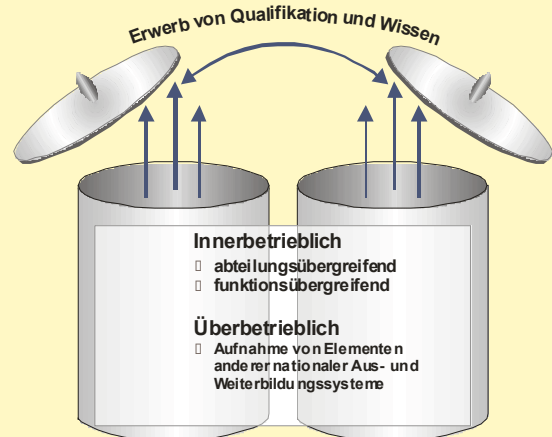 Erwerb von Qualifikation und Wissen
Innerbetrieblich
▯ abteilungsübergreifend
▯ funktionsübergreifend
Überbetrieblich
▯ Aufnahme von Elementen
anderer nationaler Aus- und
Weiterbildungssysteme